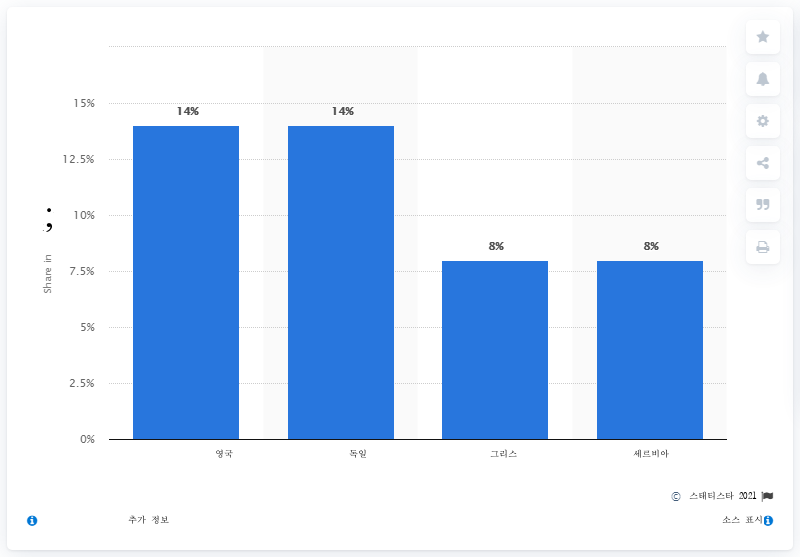 15%
12.5%
10%
7.5%
5%
2.5%
0%
Share in ;
14%
14%
8%
8%
영국
독일
그리스
세르비아
© 스태티스타 2021
추가 정보
소스 표시